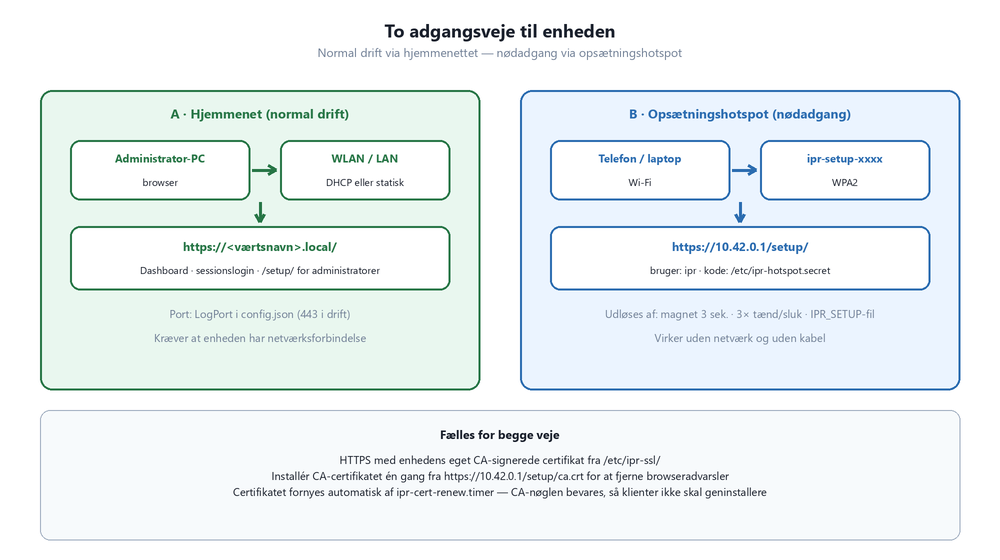 To adgangsveje til enheden
Normal drift via hjemmenettet — nødadgang via opsætningshotspot
A · Hjemmenet (normal drift)
Administrator-PC
browser
WLAN / LAN
DHCP eller statisk
https://<værtsnavn>.local/
Dashboard · sessionslogin · /setup/ for administratorer
Port: LogPort i config.json (443 i drift)
Kræver at enheden har netværksforbindelse
B · Opsætningshotspot (nødadgang)
Telefon / laptop
Wi-Fi
ipr-setup-xxxx
WPA2
https://10.42.0.1/setup/
bruger: ipr · kode: /etc/ipr-hotspot.secret
Udløses af: magnet 3 sek. · 3× tænd/sluk · IPR_SETUP-fil
Virker uden netværk og uden kabel
Fælles for begge veje
HTTPS med enhedens eget CA-signerede certifikat fra /etc/ipr-ssl/
Installér CA-certifikatet én gang fra https://10.42.0.1/setup/ca.crt for at fjerne browseradvarsler
Certifikatet fornyes automatisk af ipr-cert-renew.timer — CA-nøglen bevares, så klienter ikke skal geninstallere